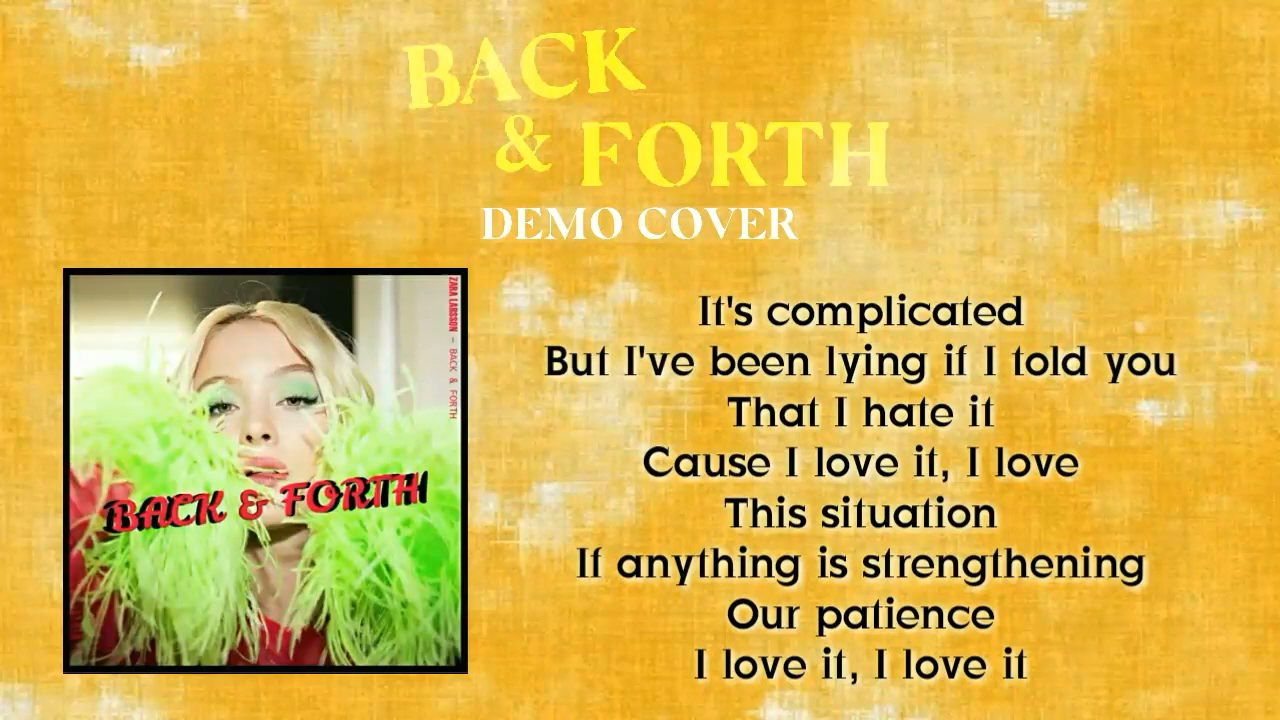 BACK
& FORTH
DEMO COVER
ZARA LARSSON – BACK & FORTH
BACK & FORTH
It's complicated
But I've been lying if I told you
That I hate it
Cause I love it, I love
This situation
If anything is strengthening
Our patience
I love it, I love it